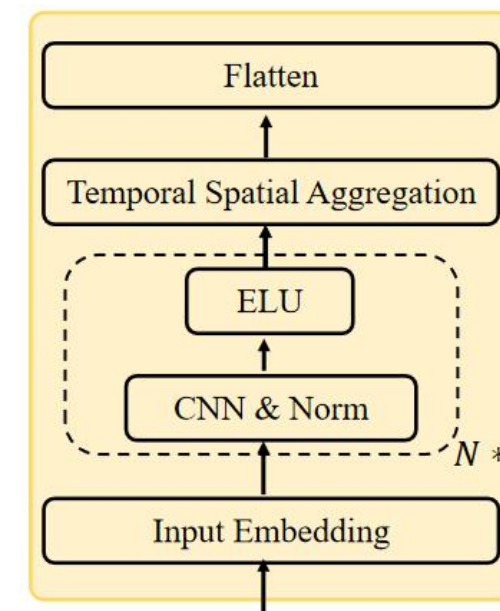 Flatten
Temporal Spatial Aggregation
ELU
CNN & Norm
N *
Input Embedding